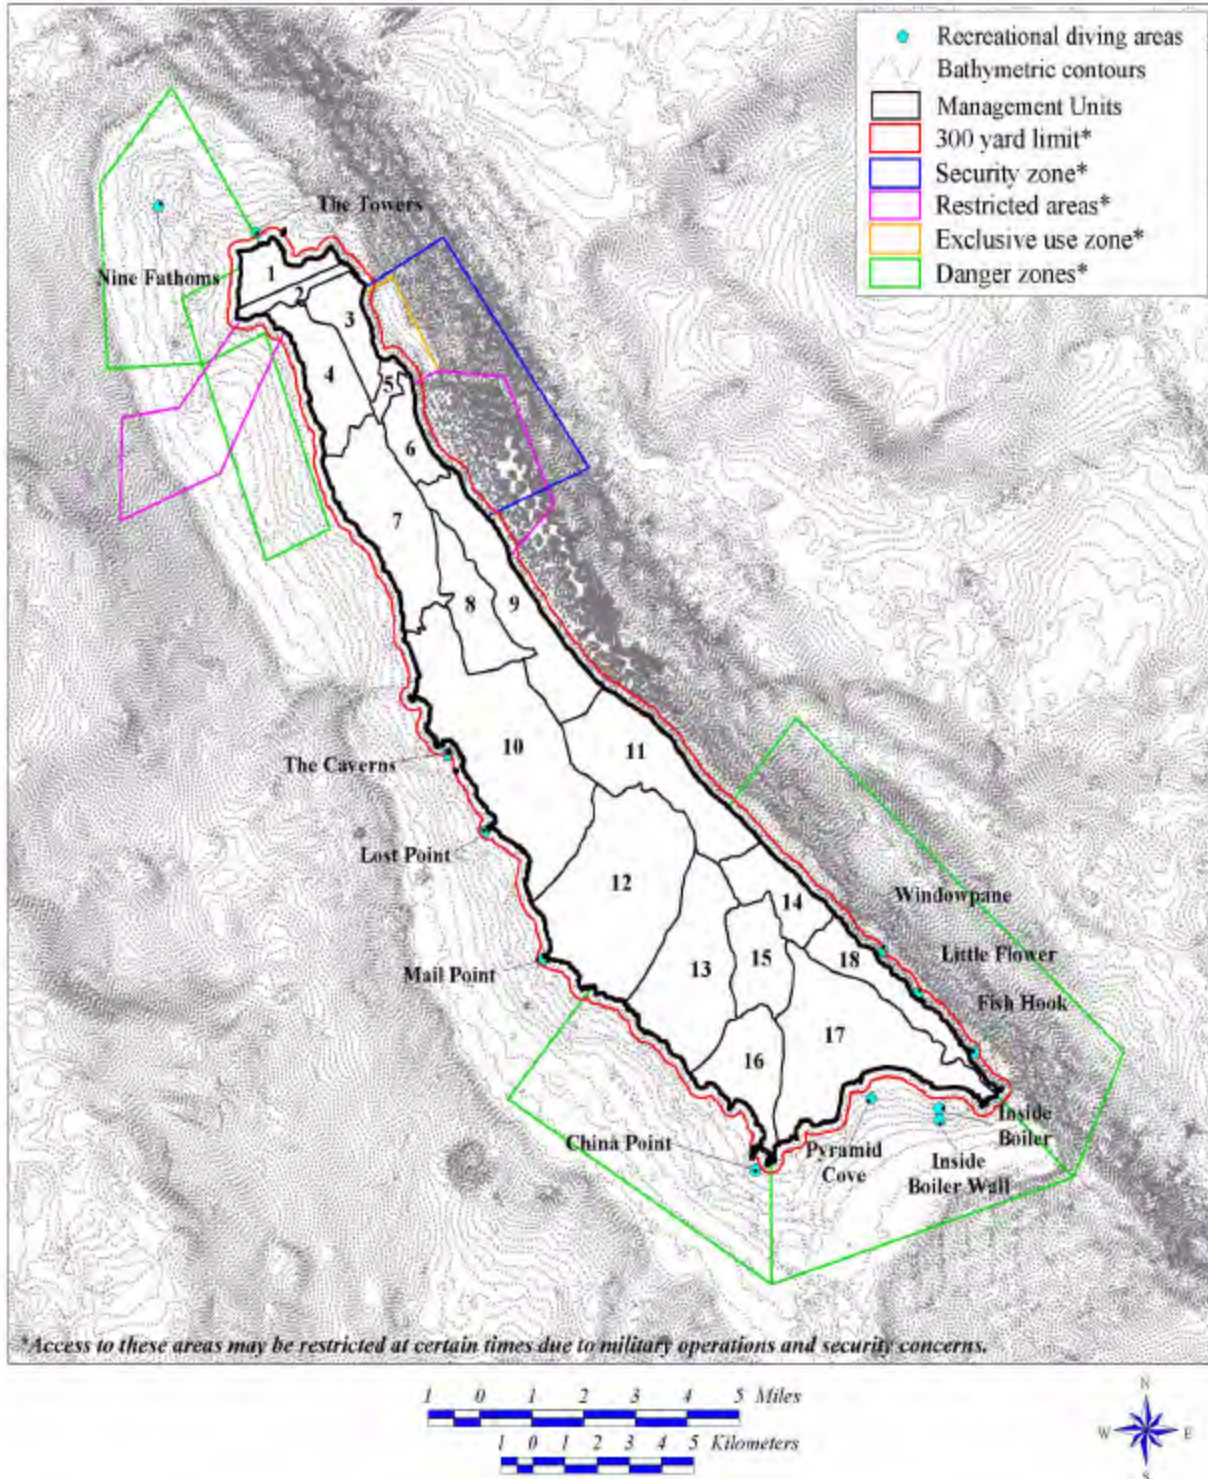 Recreational diving areas
Bathymetric contours
Management Units
300 yard limit*
Security zone*
Restricted areas*
Exclusive use zone*
Danger zones*
The Towers
Nine Fathoms
1
2
3
4
5
6
7
8
9
10
11
The Caverns
Lost Point
12
14
Windowpane
Mail Point
13
15
18
Little Flower
Fish Hook
16
17
China Point
Pyramid
Cove
Inside
Boiler
Inside
Boiler Wall
*Access to these areas may be restricted at certain times due to military operations and security concerns.
1 0 1 2 3 4 5 Miles
1 0 1 2 3 4 5 Kilometers
N
W E
S